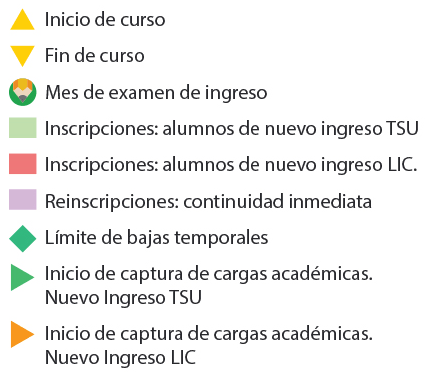 Inicio de curso
Fin de curso
Mes de examen de ingreso
Inscripciones: alumnos de nuevo ingreso TSU
Inscripciones: alumnos de nuevo ingreso LIC.
Reinscripciones: continuidad inmediata
Límite de bajas temporales
Inicio de captura de cargas académicas.
Nuevo Ingreso TSU
Inicio de captura de cargas académicas.
Nuevo Ingreso LIC